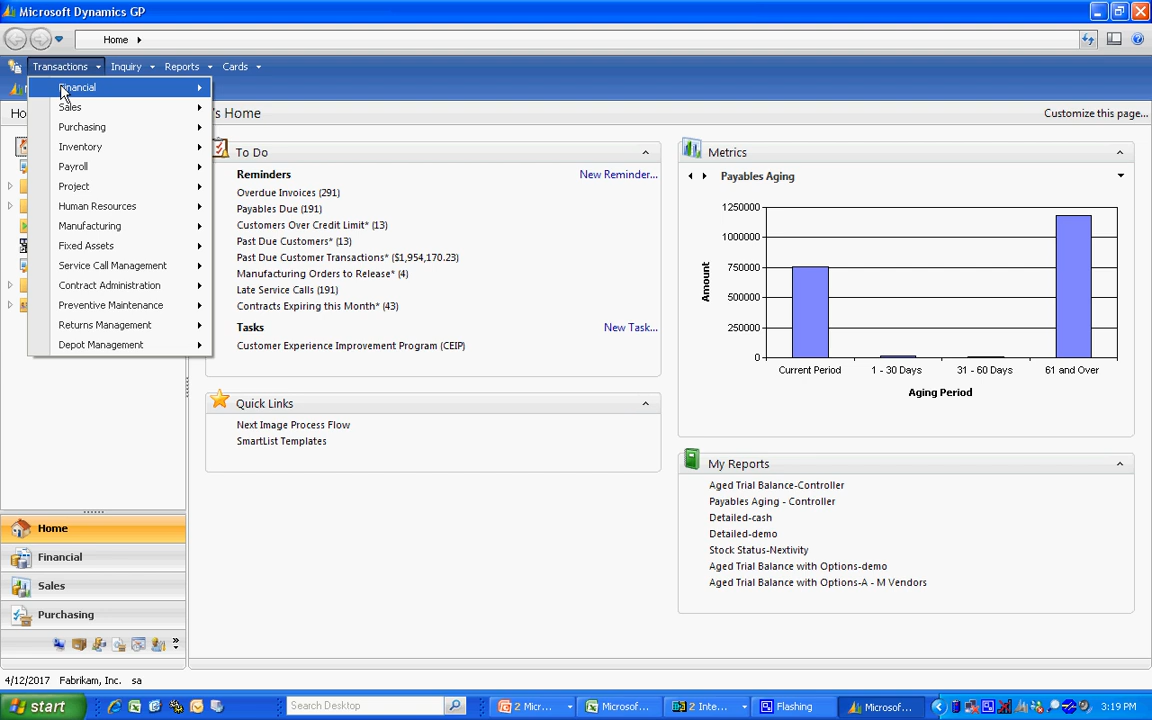 Microsoft Dynamics GP
Home
Transactions Inquiry Reports Cards
Financial
Sales
Purchasing
Inventory
Payroll
Project
Human Resources
Manufacturing
Fixed Assets
Service Call Management
Contract Administration
Preventive Maintenance
Returns Management
Depot Management
Ho
's Home
Customize this page...
To Do
Reminders
New Reminder...
Overdue Invoices (291)
Payables Due (191)
Customers Over Credit Limit* (13)
Past Due Customers* (13)
Past Due Customer Transactions* ($1,954,170.23)
Manufacturing Orders to Release* (4)
Late Service Calls (191)
Contracts Expiring this Month* (43)
Tasks
New Task...
Customer Experience Improvement Program (CEIP)
Quick Links
Next Image Process Flow
SmartList Templates
Metrics
Payables Aging
1250000
1000000
750000
500000
250000
0
Amount
Current Period
1 - 30 Days
31 - 60 Days
61 and Over
Aging Period
My Reports
Aged Trial Balance-Controller
Payables Aging - Controller
Detailed-cash
Detailed-demo
Stock Status-Nextivity
Aged Trial Balance with Options-demo
Aged Trial Balance with Options-A - M Vendors
Home
Financial
Sales
Purchasing
4/12/2017 Fabrikam, Inc. sa
start
Search Desktop
2 Micr...
Microsof...
2 Inte...
Flashing
Microsof...
3:19 PM